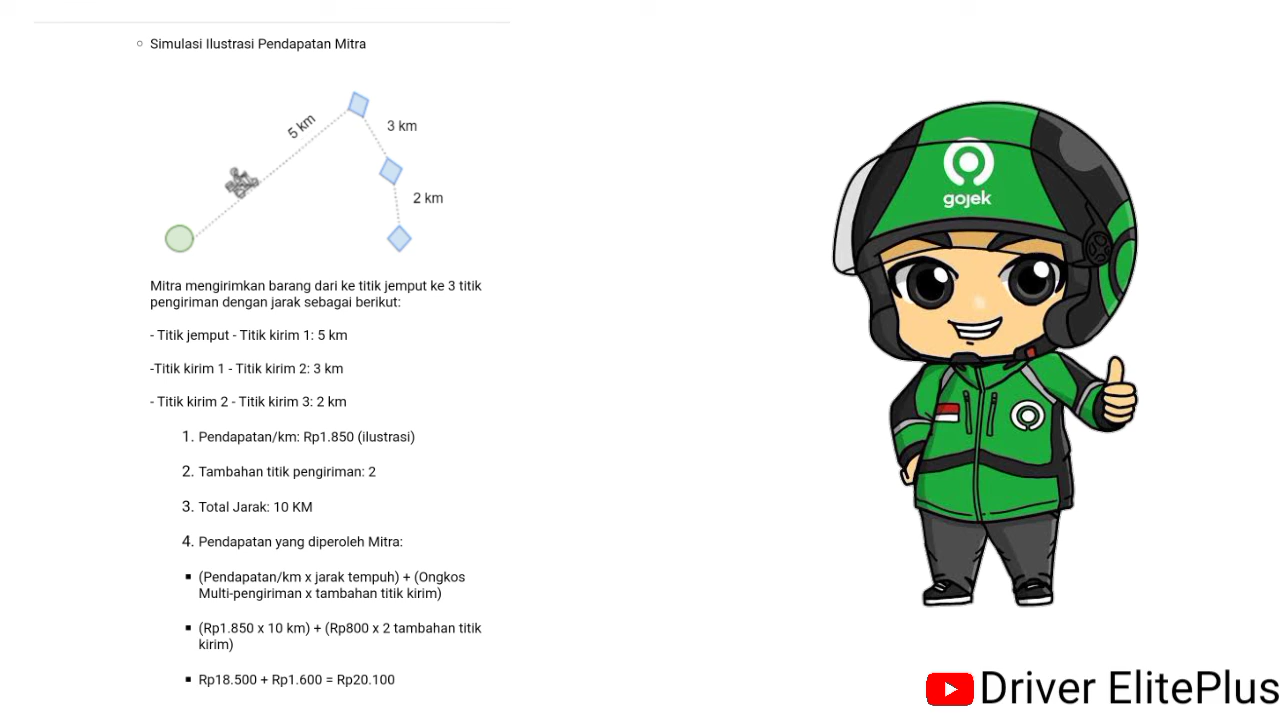 Simulasi Ilustrasi Pendapatan Mitra
5 km
3 km
2 km
Mitra mengirimkan barang dari ke titik jemput ke 3 titik
pengiriman dengan jarak sebagai berikut:
- Titik jemput - Titik kirim 1: 5 km
-Titik kirim 1 - Titik kirim 2: 3 km
- Titik kirim 2 - Titik kirim 3: 2 km
1. Pendapatan/km: Rp1.850 (ilustrasi)
2. Tambahan titik pengiriman: 2
3. Total Jarak: 10 KM
4. Pendapatan yang diperoleh Mitra:
(Pendapatan/km x jarak tempuh) + (Ongkos
Multi-pengiriman x tambahan titik kirim)
(Rp1.850 x 10 km) + (Rp800 x 2 tambahan titik
kirim)
Rp18.500 + Rp1.600 = Rp20.100
gojek
Driver ElitePlus